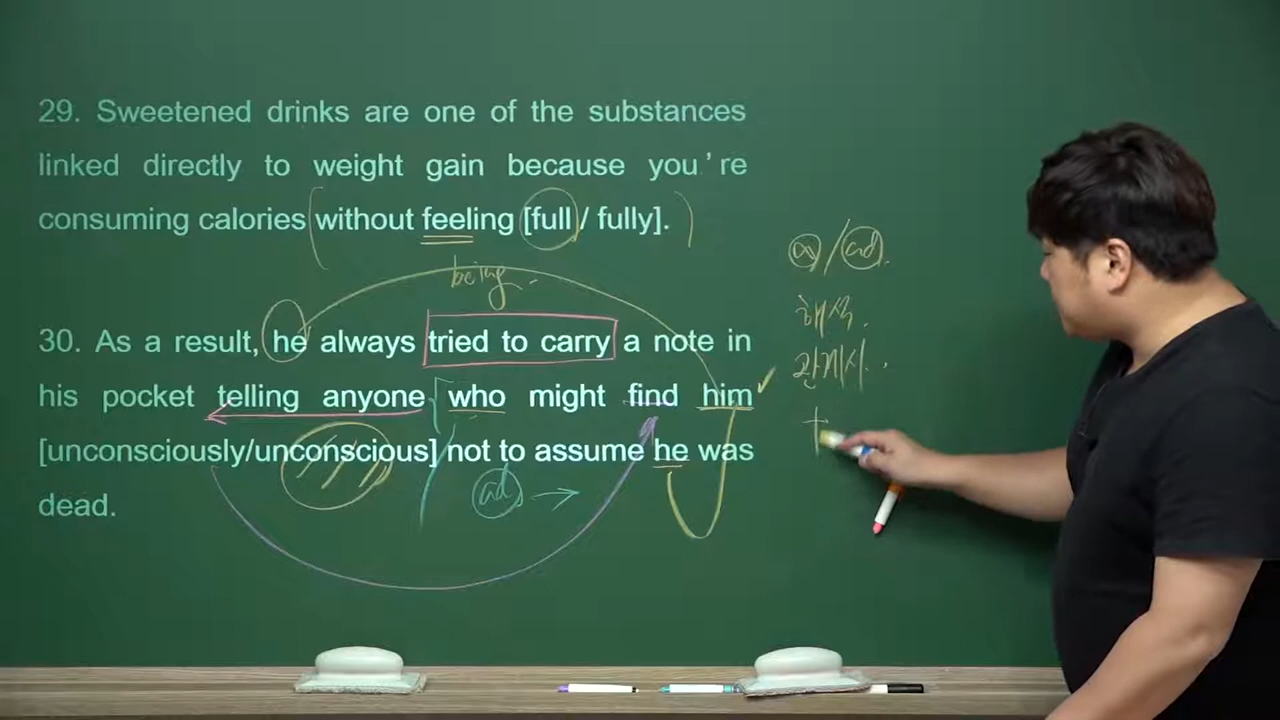 29. Sweetened drinks are one of the substances
linked directly to weight gain because you're
consuming calories (without feeling [full / fully].)
being
30. As a result, he always tried to carry a note in
his pocket telling anyone who might find him
[unconsciously/unconscious] not to assume he was
dead.
ad
/ ad.
해석.
관계사..